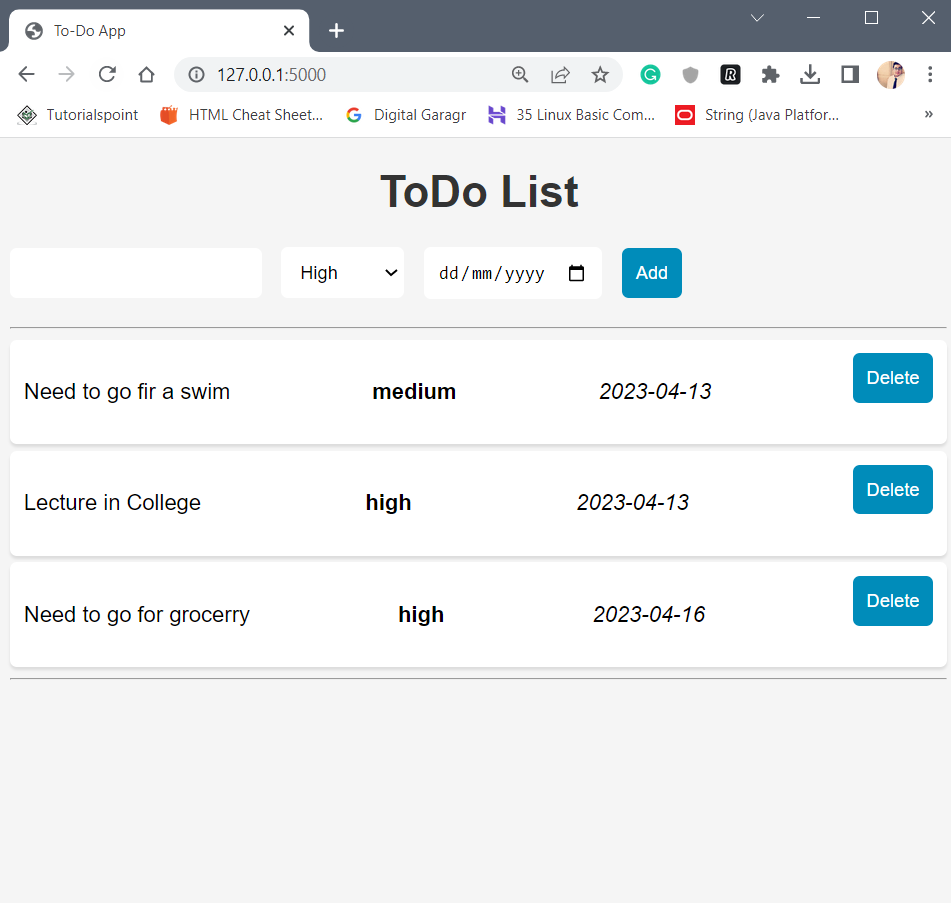 To-Do App
127.0.0.1:5000
Tutorialspoint HTML Cheat Sheet... Digital Garagr 35 Linux Basic Com... String (Java Platfor... »
ToDo List
High dd/mm/yyyy Add
Need to go fir a swim medium 2023-04-13 Delete
Lecture in College high 2023-04-13 Delete
Need to go for grocerry high 2023-04-16 Delete